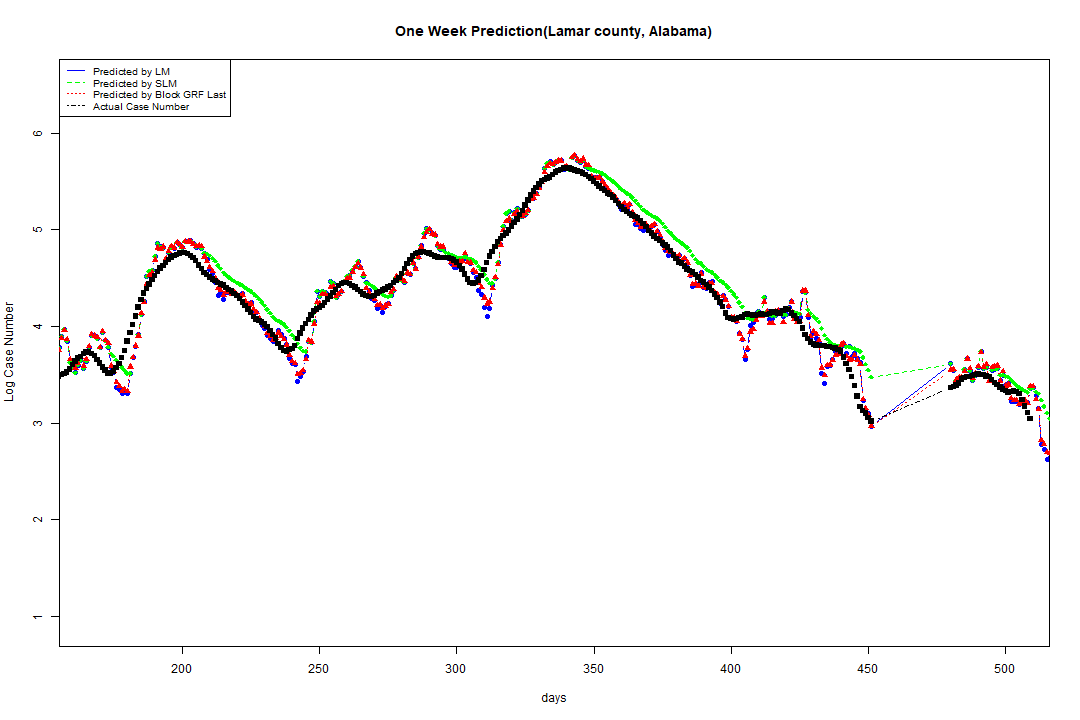 One Week Prediction(Lamar county, Alabama)
Predicted by LM
Predicted by SLM
Predicted by Block GRF Last
Actual Case Number
Log Case Number
6
5
4
3
2
1
200 250 300 350 400 450 500
days